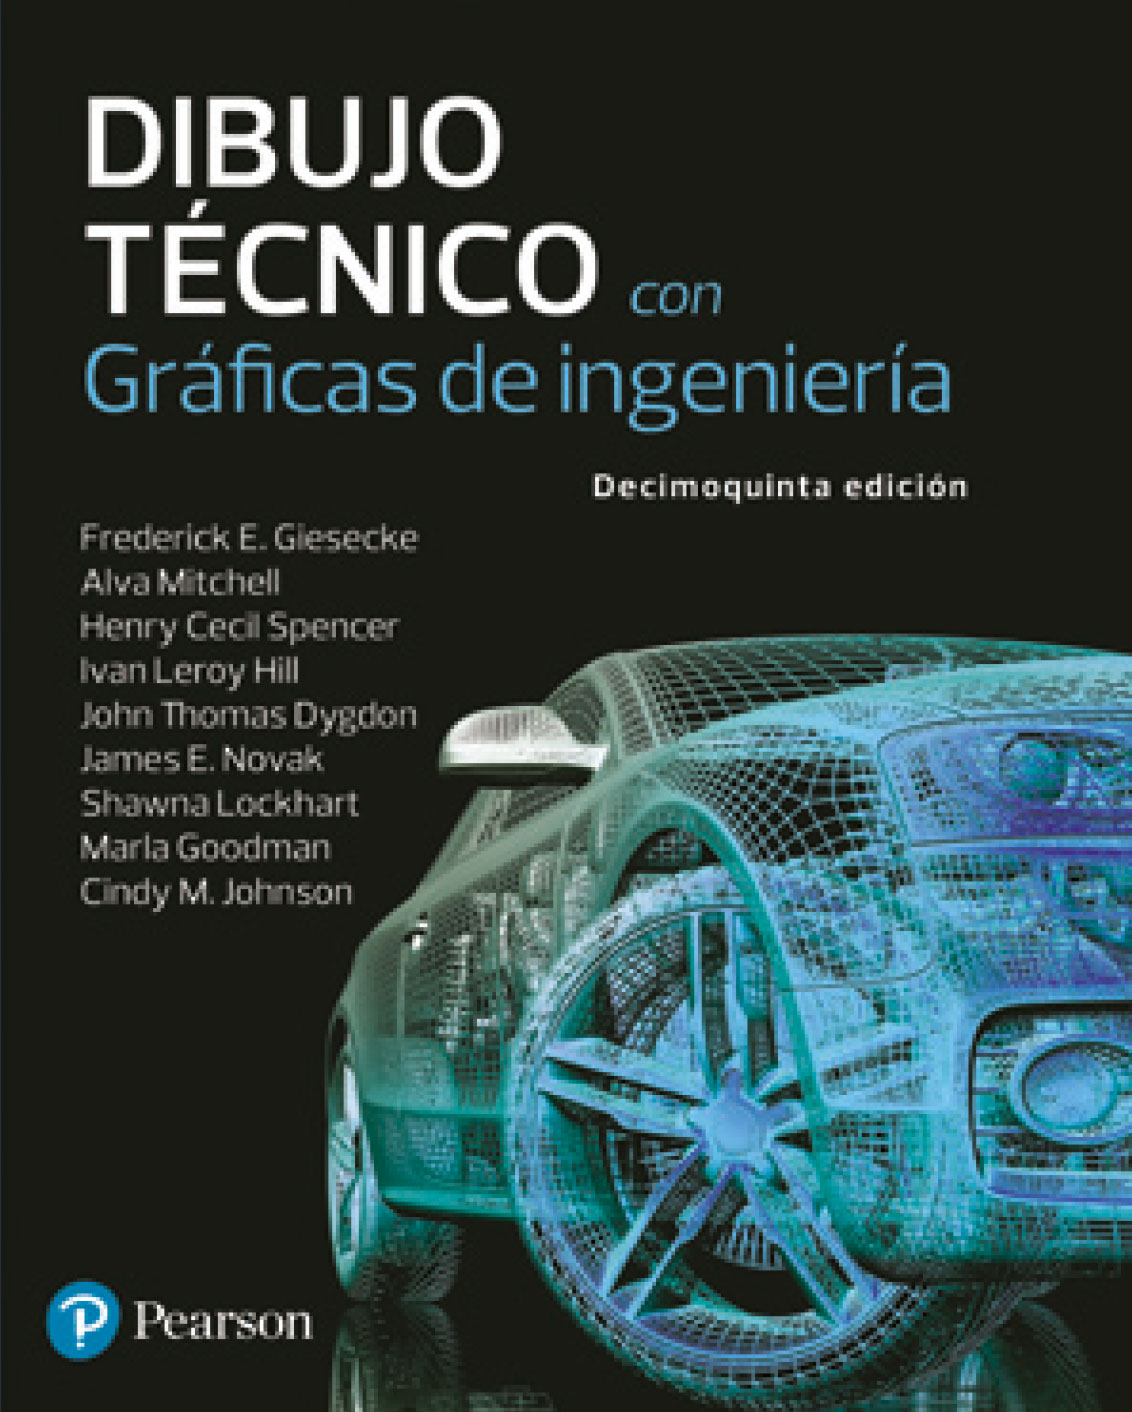 DIBUJO
TÉCNICO con
Gráficas de ingeniería
Decimoquinta edición
Frederick E. Giesecke
Alva Mitchell
Henry Cecil Spencer
Ivan Leroy Hill
John Thomas Dygdon
James E. Novak
Shawna Lockhart
Marla Goodman
Cindy M. Johnson
P Pearson